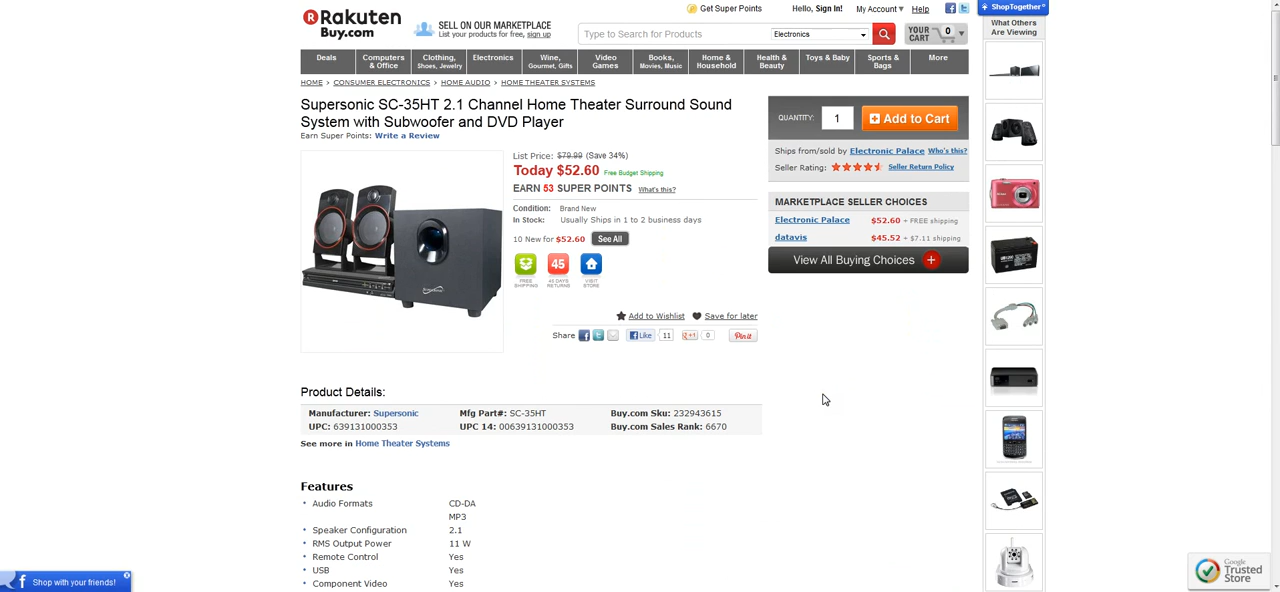 Get Super Points
Hello, Sign In!
My Account
Help
ShopTogether
Rakuten
Buy.com
SELL ON OUR MARKETPLACE
List your products for free, sign up
Type to Search for Products
Electronics
YOUR CART 0
What Others Are Viewing
Deals
Computers & Office
Clothing, Shoes, Jewelry
Electronics
Wine, Gourmet, Gifts
Video Games
Books, Movies, Music
Home & Household
Health & Beauty
Toys & Baby
Sports & Bags
More
HOME > CONSUMER ELECTRONICS > HOME AUDIO > HOME THEATER SYSTEMS
Supersonic SC-35HT 2.1 Channel Home Theater Surround Sound
System with Subwoofer and DVD Player
Earn Super Points: Write a Review
QUANTITY: 1 Add to Cart
Ships from/sold by Electronic Palace Who's this?
Seller Rating: Seller Return Policy
List Price: $79.99 (Save 34%)
Today $52.60 Free Budget Shipping
EARN 53 SUPER POINTS What's this?
Condition: Brand New
In Stock: Usually Ships in 1 to 2 business days
10 New for $52.60 See All
45
FREE SHIPPING
45 DAYS RETURNS
VISIT STORE
MARKETPLACE SELLER CHOICES
Electronic Palace $52.60 + FREE shipping
datavis $45.52 + $7.11 shipping
View All Buying Choices
Add to Wishlist Save for later
Share Like 11 +1 0 Pin it
Product Details:
Manufacturer: Supersonic Mfg Part#: SC-35HT Buy.com Sku: 232943615
UPC: 639131000353 UPC 14: 00639131000353 Buy.com Sales Rank: 6670
See more in Home Theater Systems
Features
Audio Formats CD-DA
MP3
Speaker Configuration 2.1
RMS Output Power 11 W
Remote Control Yes
USB Yes
Component Video Yes
Shop with your friends!
Google
Trusted
Store